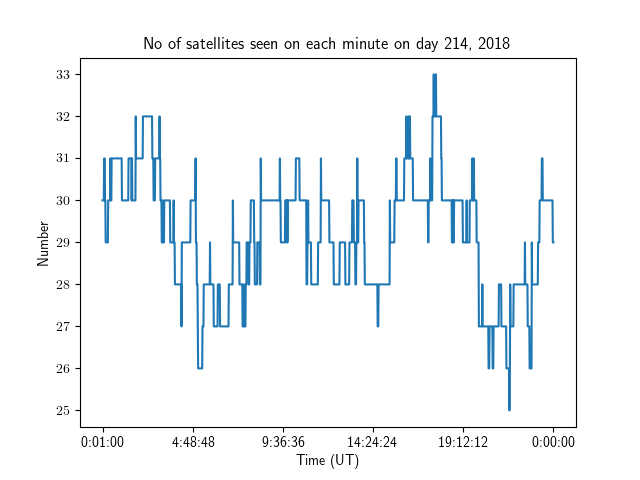 No of satellites seen on each minute on day 214, 2018
33
32
31
30
29
28
27
26
25
Number
0:01:00 4:48:48 9:36:36 14:24:24 19:12:12 0:00:00
Time (UT)